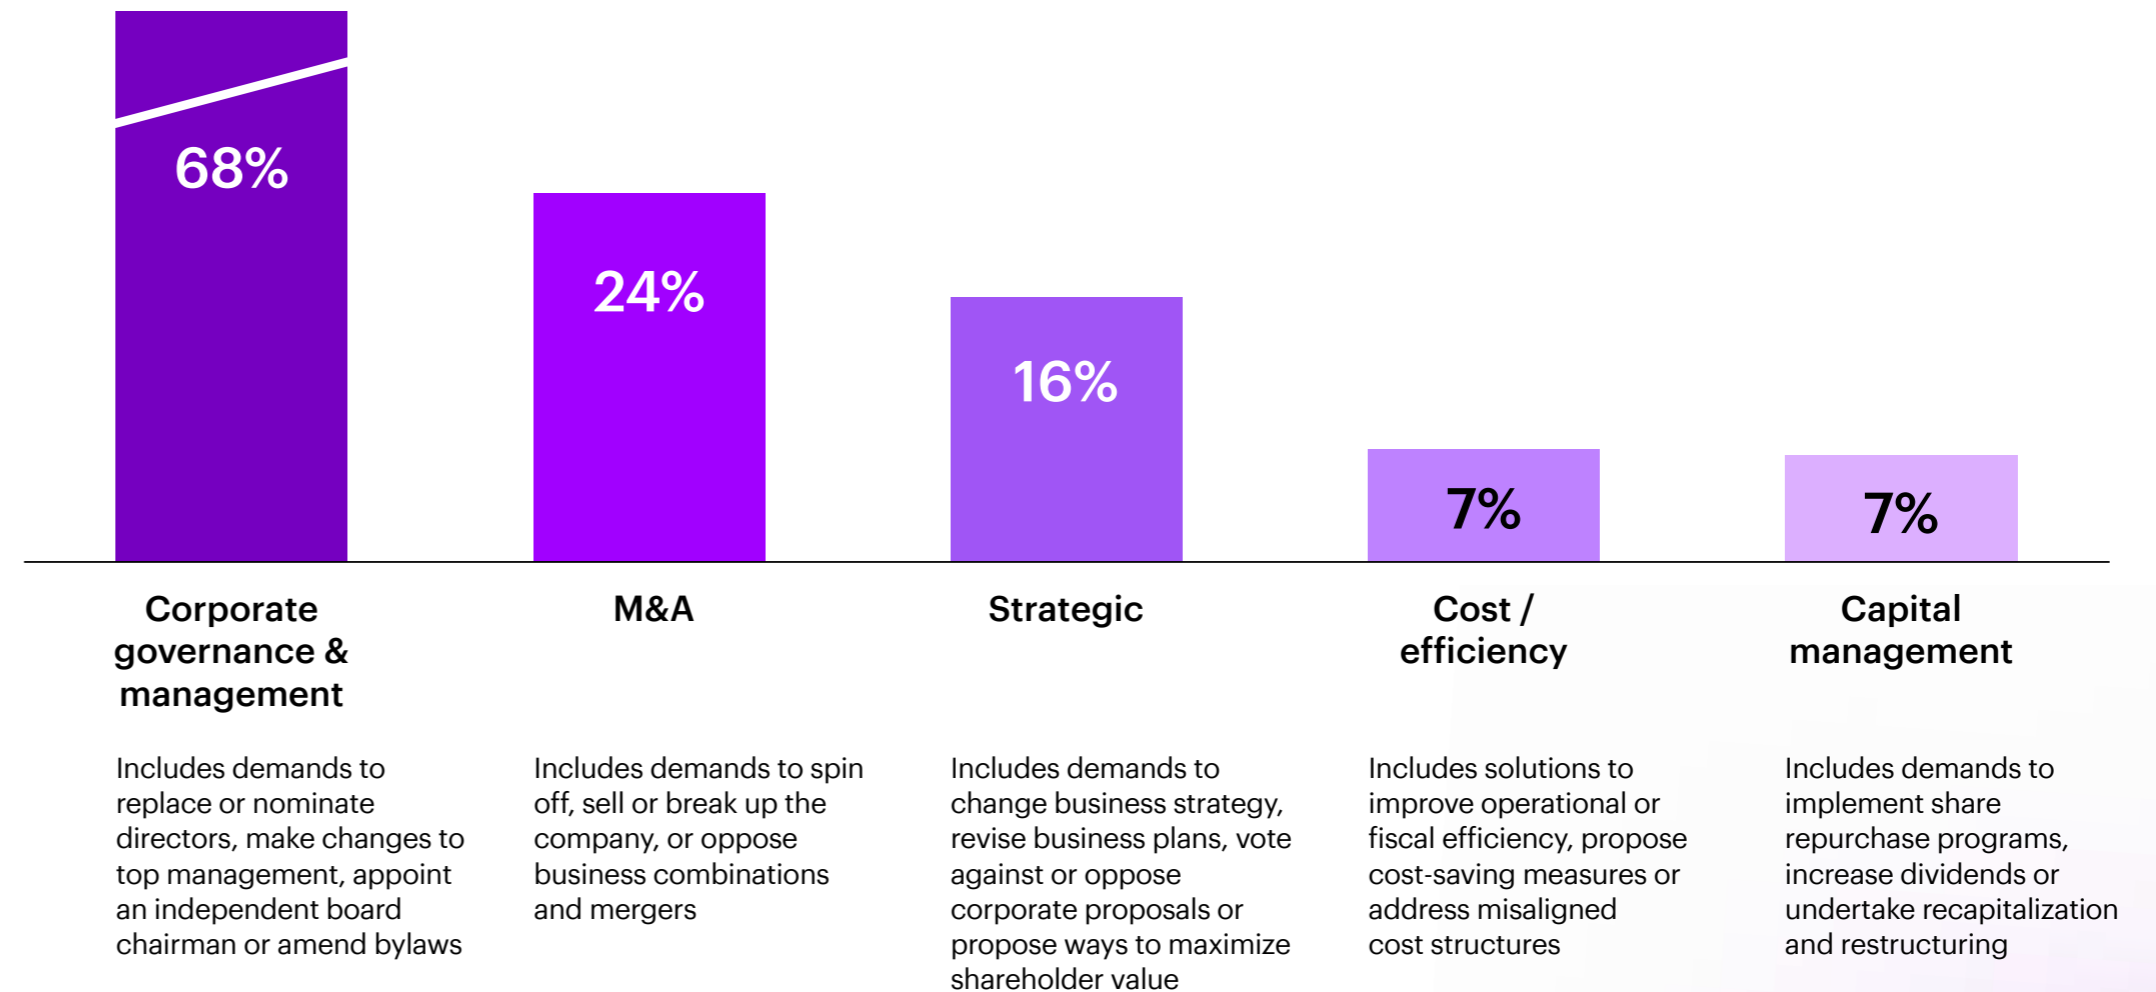 68%
24%
16%
7%
7%
Corporate
governance &
management
M&A
Strategic
Cost /
efficiency
Capital
management
Includes demands to
replace or nominate
directors, make changes to
top management, appoint
an independent board
chairman or amend bylaws
Includes demands to spin
off, sell or break up the
company, or oppose
business combinations
and mergers
Includes demands to
change business strategy,
revise business plans, vote
against or oppose
corporate proposals or
propose ways to maximize
shareholder value
Includes solutions to
improve operational or
fiscal efficiency, propose
cost-saving measures or
address misaligned
cost structures
Includes demands to
implement share
repurchase programs,
increase dividends or
undertake recapitalization
and restructuring